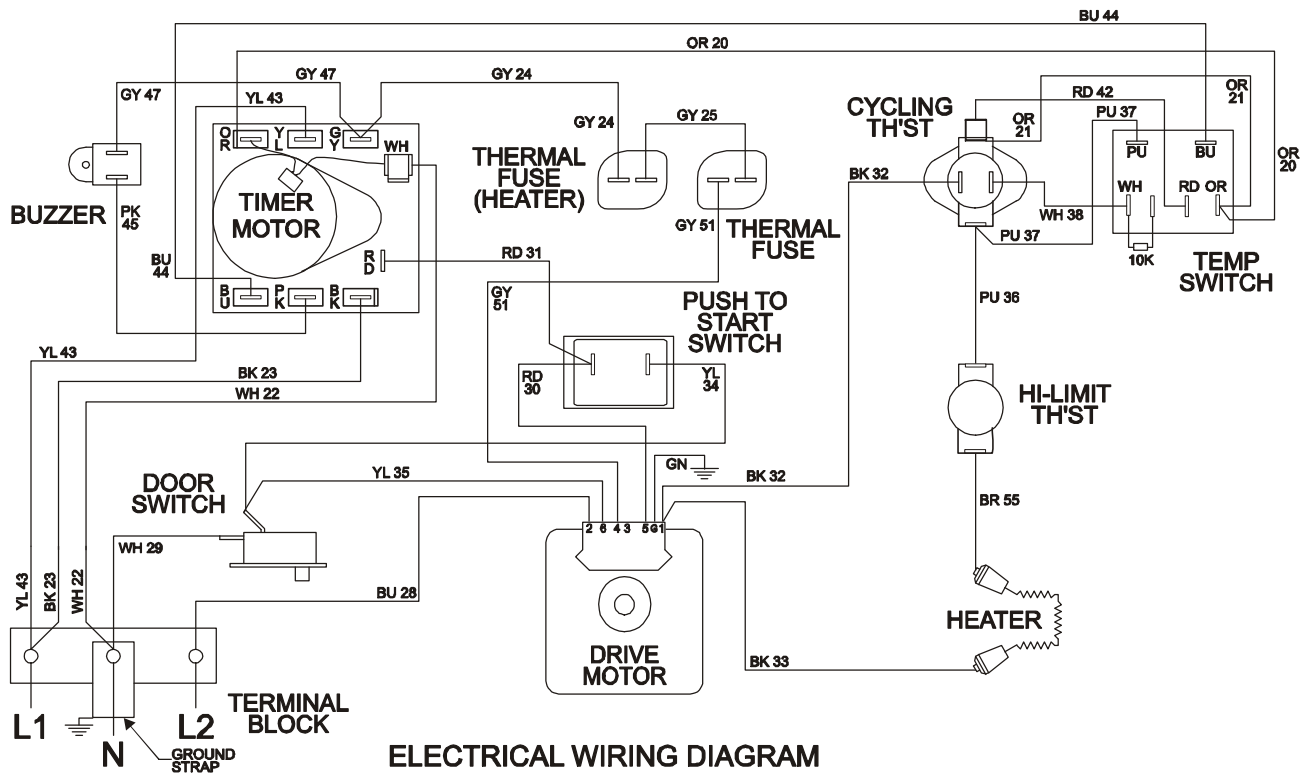 BU 44
OR 20
GY 47
GY 24
GY 47
YL 43
RD 42
OR
21
PU 37
GY 24
GY 25
CYCLING
TH'ST
OR
21
O
R
Y
L
G
Y
WH
PU
BU
OR
20
THERMAL
FUSE
(HEATER)
BK 32
WH
RD
OR
TIMER
MOTOR
BUZZER
PK
45
GY 51
THERMAL
FUSE
WH 38
PU 37
10K
TEMP
SWITCH
BU
44
R
D
RD 31
B
U
P
K
B
K
GY
51
PUSH TO
START
SWITCH
PU 36
YL 43
BK 23
WH 22
RD
30
YL
34
HI-LIMIT
TH'ST
DOOR
SWITCH
YL 35
GN
BK 32
BR 55
2
6
4
3
5
G
1
WH 29
YL 43
BK 23
WH 22
BU 28
HEATER
DRIVE
MOTOR
BK 33
TERMINAL
BLOCK
L1
N
L2
GROUND
STRAP
ELECTRICAL WIRING DIAGRAM